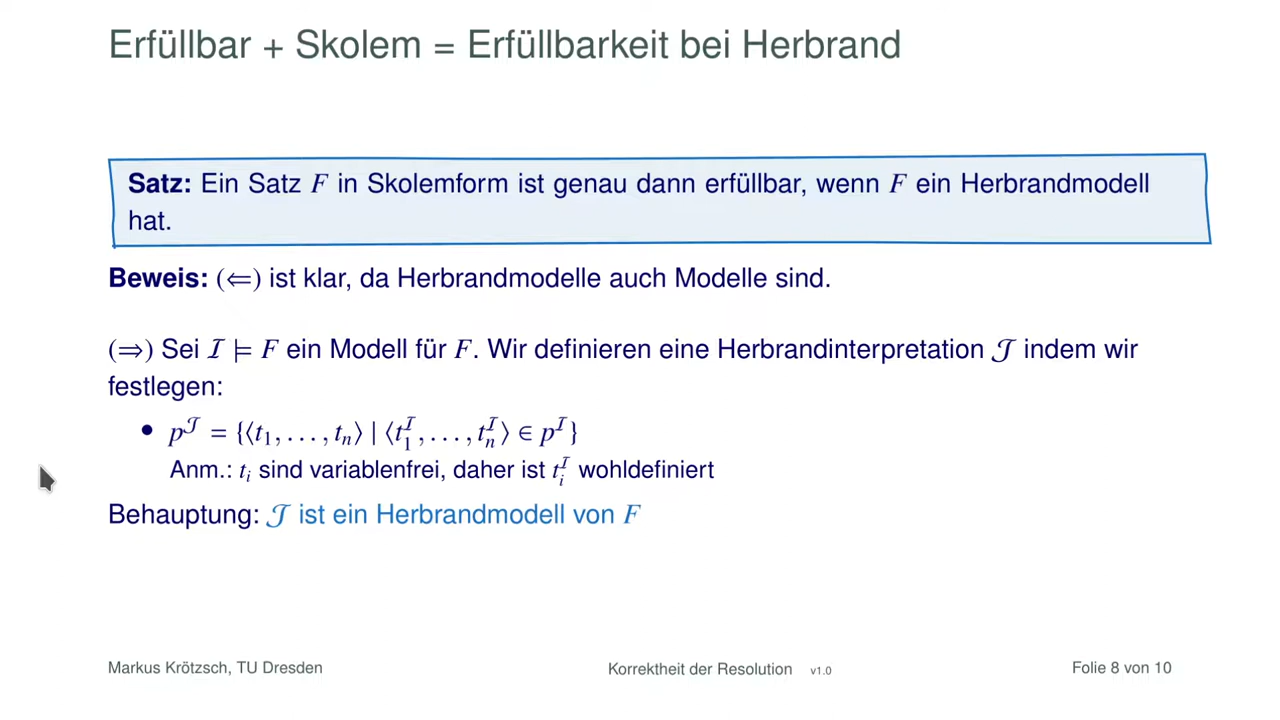 Erfüllbar + Skolem = Erfüllbarkeit bei Herbrand
Satz: Ein Satz F in Skolemform ist genau dann erfüllbar, wenn F ein Herbrandmodell
hat.
Beweis: (⇐) ist klar, da Herbrandmodelle auch Modelle sind.
(⇒) Sei 𝓘 ⊨ F ein Modell für F. Wir definieren eine Herbrandinterpretation 𝓙 indem wir
festlegen:
• p^𝓙 = {⟨t₁, . . . , tₙ⟩ | ⟨t₁^𝓘, . . . , tₙ^𝓘⟩ ∈ p^𝓘}
Anm.: tᵢ sind variablenfrei, daher ist tᵢ^𝓘 wohldefiniert
Behauptung: 𝓙 ist ein Herbrandmodell von F
Markus Krötzsch, TU Dresden Korrektheit der Resolution v1.0 Folie 8 von 10